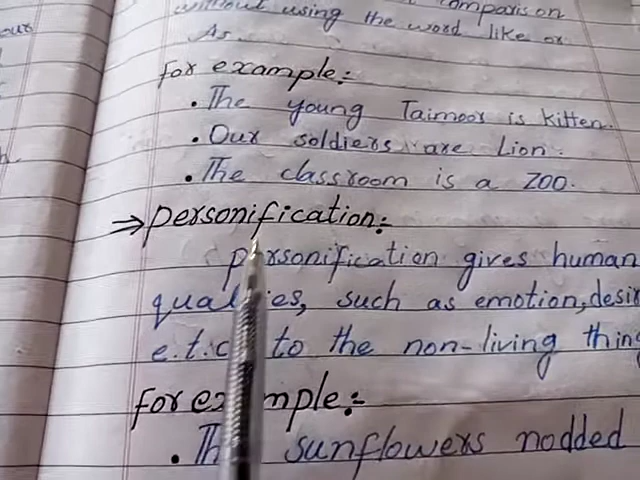 comparison
without using the word like or
As.
for example:-
. The young Taimoor is kitten.
. Our soldiers are Lion.
. The classroom is a ZOO.
⇒ personification:-
personification gives human
qualities, such as emotion, desi
e.t.c to the non-living thing
for example:-
. The sunflowers nodded